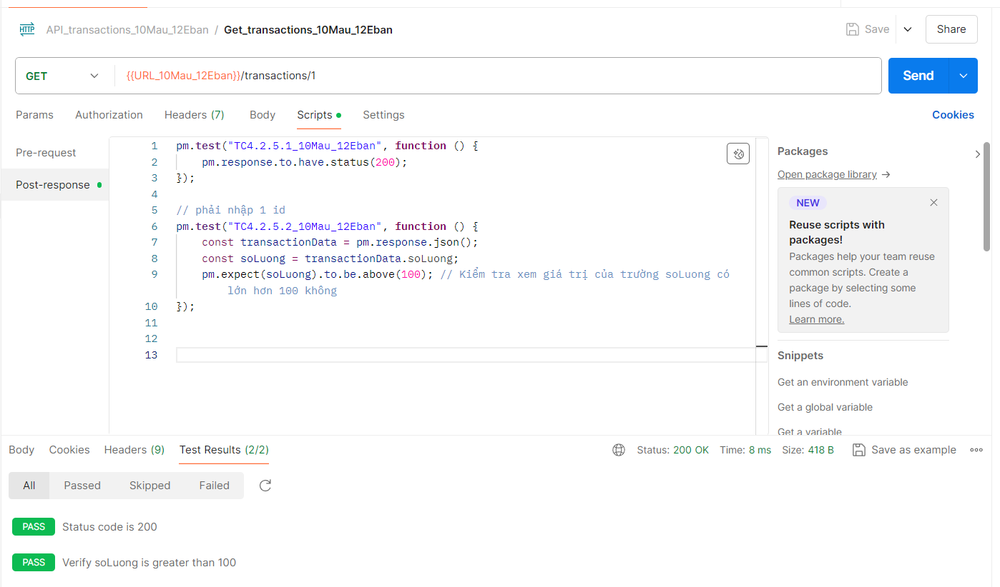 HTTP API_transactions_10Mau_12Eban / Get_transactions_10Mau_12Eban Save Share
GET {{URL_10Mau_12Eban}}/transactions/1 Send
Params Authorization Headers (7) Body Scripts Settings Cookies
Pre-request
Post-response
1 pm.test("TC4.2.5.1_10Mau_12Eban", function () {
2 pm.response.to.have.status(200);
3 });
4
5 // phải nhập 1 id
6 pm.test("TC4.2.5.2_10Mau_12Eban", function () {
7 const transactionData = pm.response.json();
8 const soLuong = transactionData.soLuong;
9 pm.expect(soLuong).to.be.above(100); // Kiểm tra xem giá trị của trường soLuong có
lớn hơn 100 không
10 });
11
12
13
Packages
Open package library →
NEW
Reuse scripts with
packages!
Packages help your team reuse
common scripts. Create a
package by selecting some
lines of code.
Learn more.
Snippets
Get an environment variable
Get a global variable
Get a variable
Body Cookies Headers (9) Test Results (2/2) Status: 200 OK Time: 8 ms Size: 418 B Save as example
All Passed Skipped Failed
PASS Status code is 200
PASS Verify soLuong is greater than 100